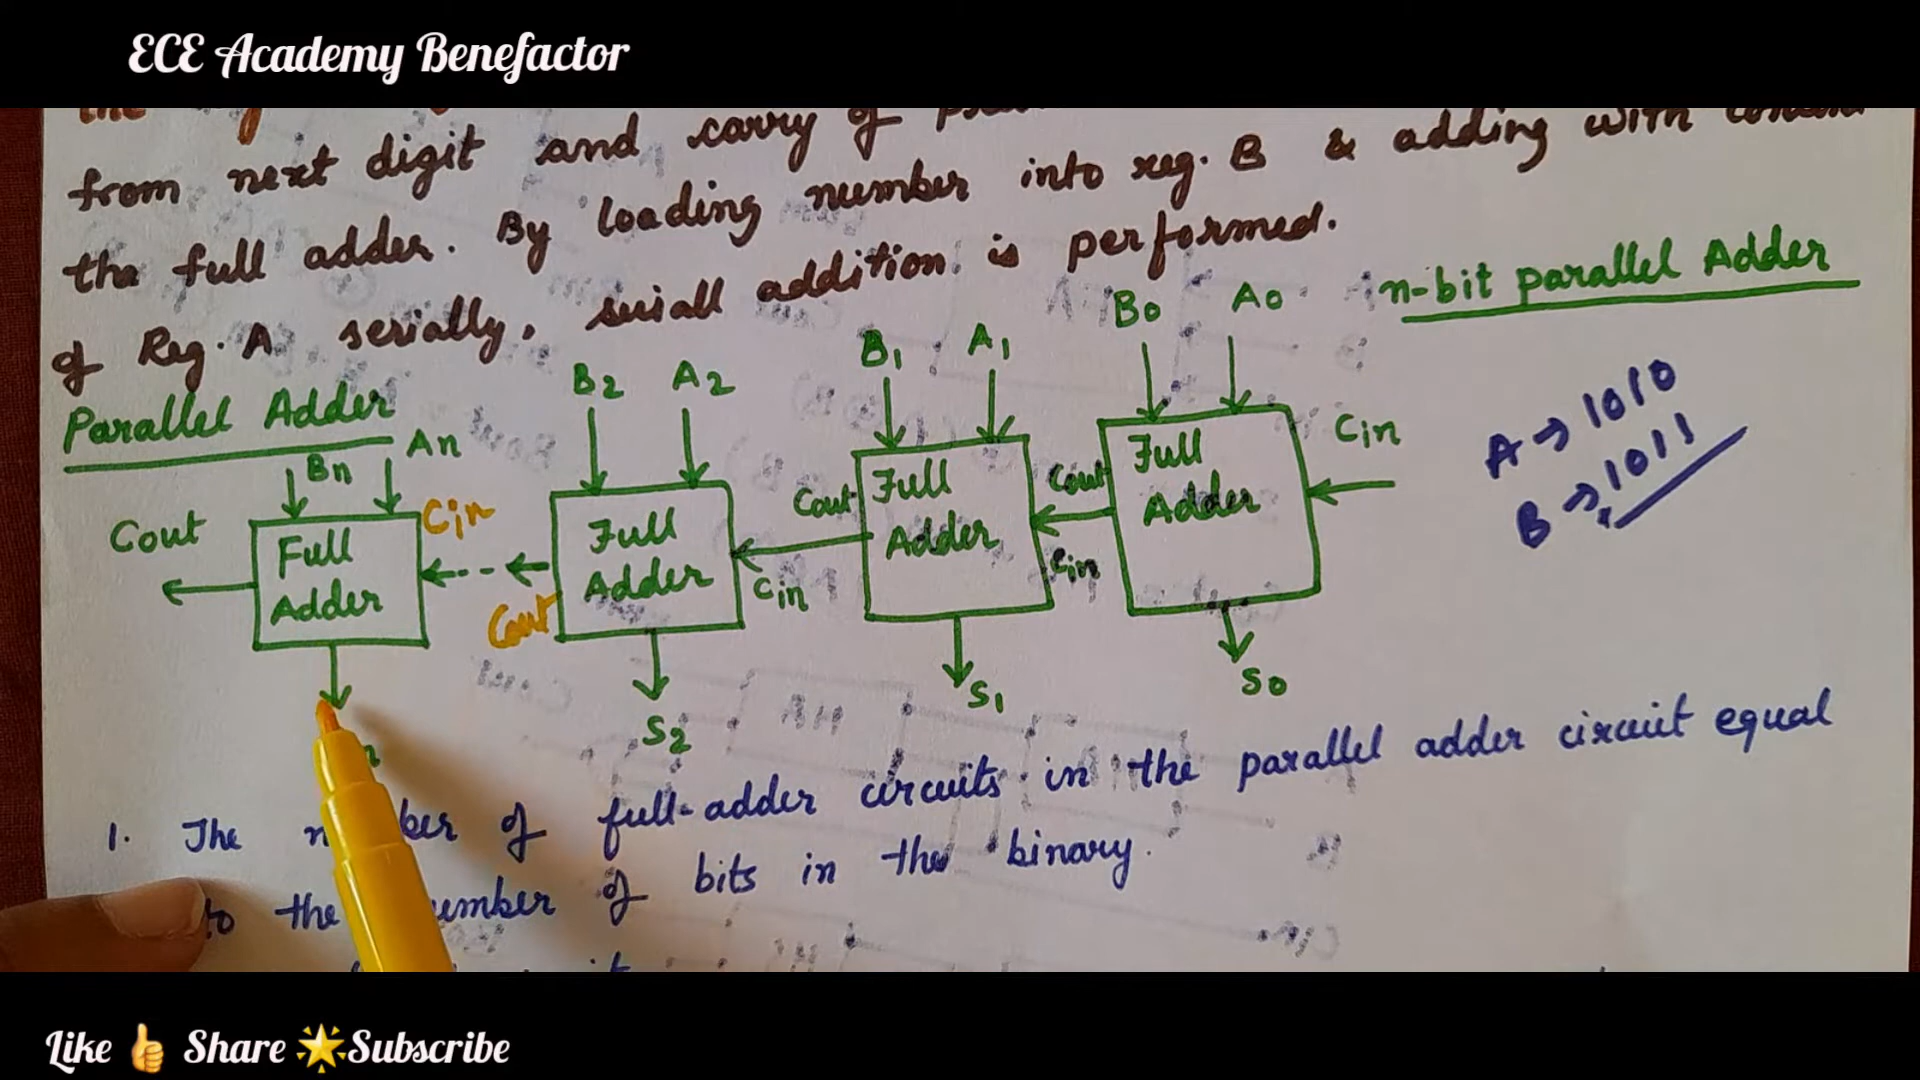 ECE Academy Benefactor
the
from next digit and carry of
the full adder. By loading number into reg. B & adding with
of Reg. A serially, seiall addition is performed.
n-bit parallel Adder
Parallel Adder
Bn An
B2 A2
B1 A1
B0 A0
Cout
Full Adder
Cin
Cout
Full Adder
Cin
Cout
Full Adder
Cin
Cout
Full Adder
Cin
A → 1010
B → 1011
S2
S1
S0
1. The of full-adder circuits in the parallel adder circuit equal
to the of bits in the binary.
Like 👍 Share 🌟Subscribe